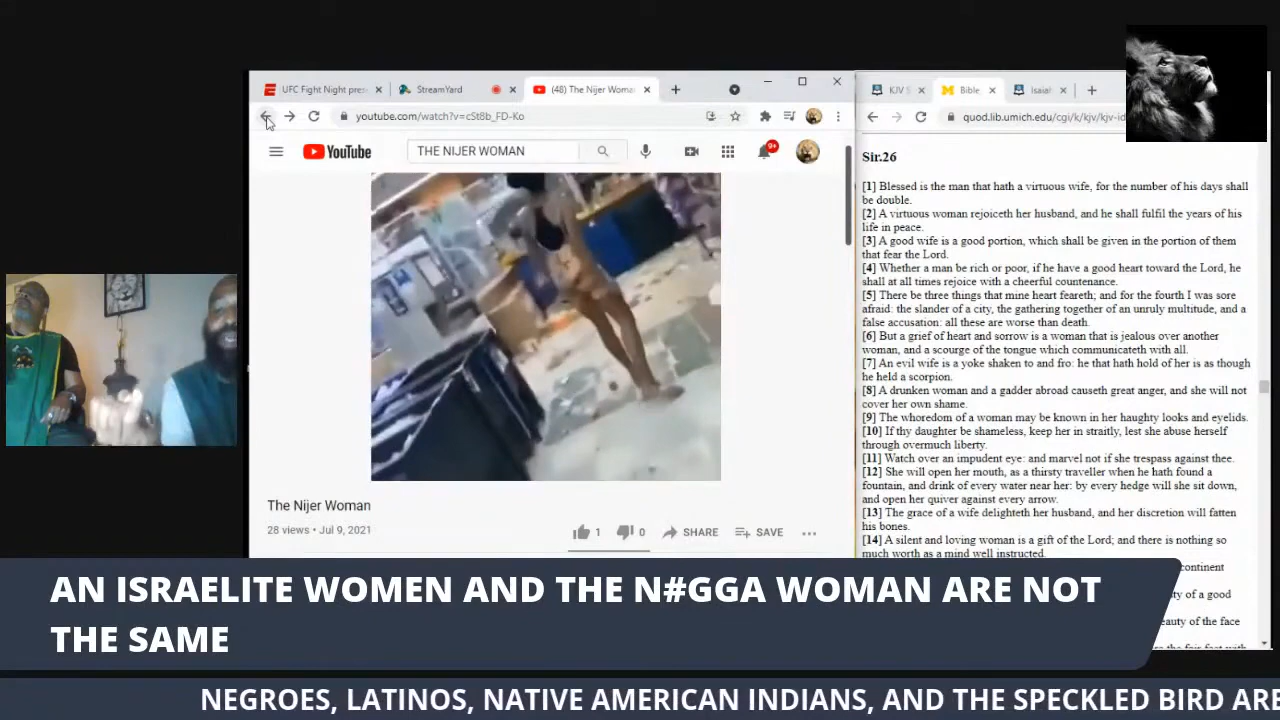 UFC Fight Night pres
StreamYard
(48) The Nijer Woma
youtube.com/watch?v=cSt8b_FD-Ko
YouTube
THE NIJER WOMAN
9+
The Nijer Woman
28 views • Jul 9, 2021
1
0
SHARE
SAVE
KJV S
Bible
Isaiah
quod.lib.umich.edu/cgi/k/kjv/kjv-id
Sir.26
[1] Blessed is the man that hath a virtuous wife, for the number of his days shall
be double.
[2] A virtuous woman rejoiceth her husband, and he shall fulfil the years of his
life in peace.
[3] A good wife is a good portion, which shall be given in the portion of them
that fear the Lord.
[4] Whether a man be rich or poor, if he have a good heart toward the Lord, he
shall at all times rejoice with a cheerful countenance.
[5] There be three things that mine heart feareth; and for the fourth I was sore
afraid: the slander of a city, the gathering together of an unruly multitude, and a
false accusation: all these are worse than death.
[6] But a grief of heart and sorrow is a woman that is jealous over another
woman, and a scourge of the tongue which communicateth with all.
[7] An evil wife is a yoke shaken to and fro: he that hath hold of her is as though
he held a scorpion.
[8] A drunken woman and a gadder abroad causeth great anger, and she will not
cover her own shame.
[9] The whoredom of a woman may be known in her haughty looks and eyelids.
[10] If thy daughter be shameless, keep her in straitly, lest she abuse herself
through overmuch liberty.
[11] Watch over an impudent eye: and marvel not if she trespass against thee.
[12] She will open her mouth, as a thirsty traveller when he hath found a
fountain, and drink of every water near her: by every hedge will she sit down,
and open her quiver against every arrow.
[13] The grace of a wife delighteth her husband, and her discretion will fatten
his bones.
[14] A silent and loving woman is a gift of the Lord; and there is nothing so
much worth as a mind well instructed.
continent
ty of a good
eauty of the face
AN ISRAELITE WOMEN AND THE N#GGA WOMAN ARE NOT
THE SAME
NEGROES, LATINOS, NATIVE AMERICAN INDIANS, AND THE SPECKLED BIRD ARE